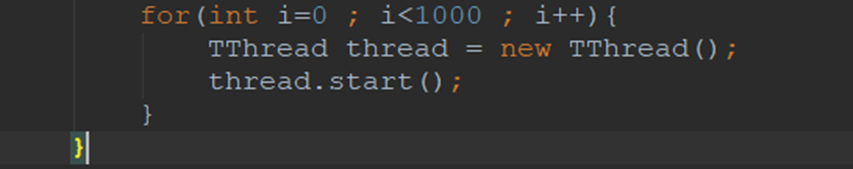 for(int i=0 ; i<1000 ; i++){
TThread thread = new TThread();
thread.start();
}
}